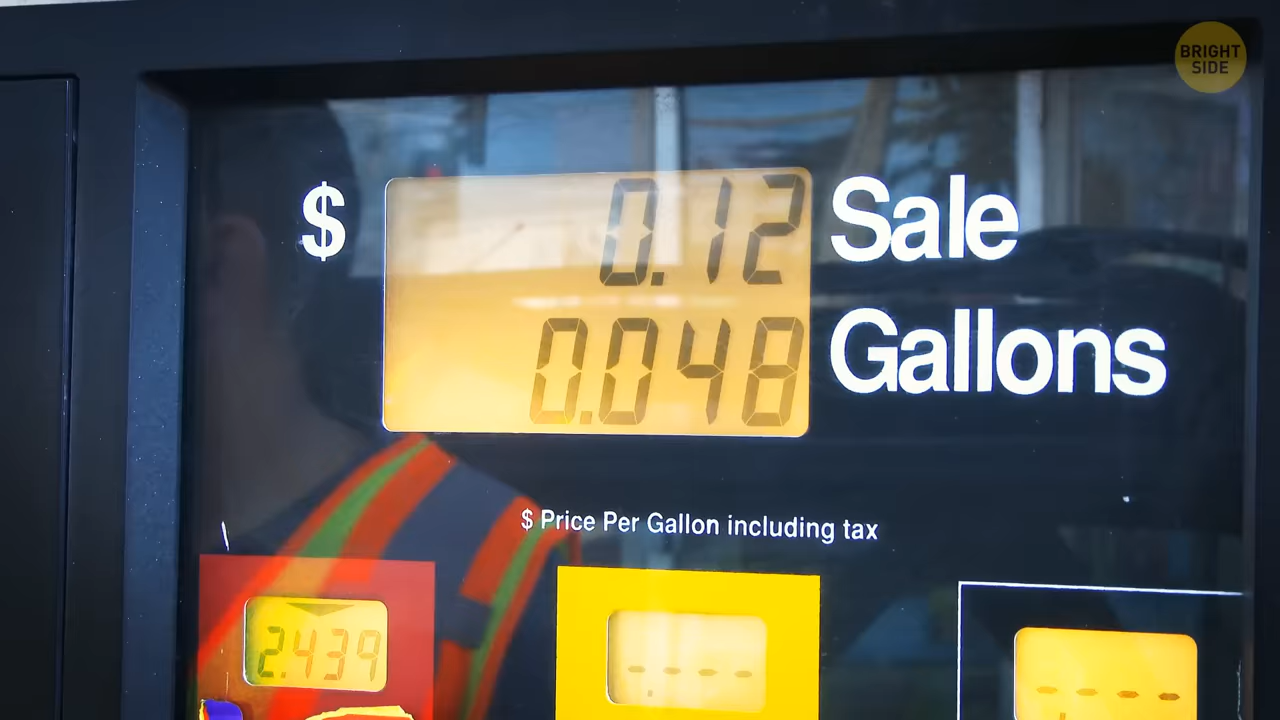 BRIGHT
SIDE
$ 0.12 Sale
0.048 Gallons
$ Price Per Gallon including tax
2.439
- - - -
- - - -